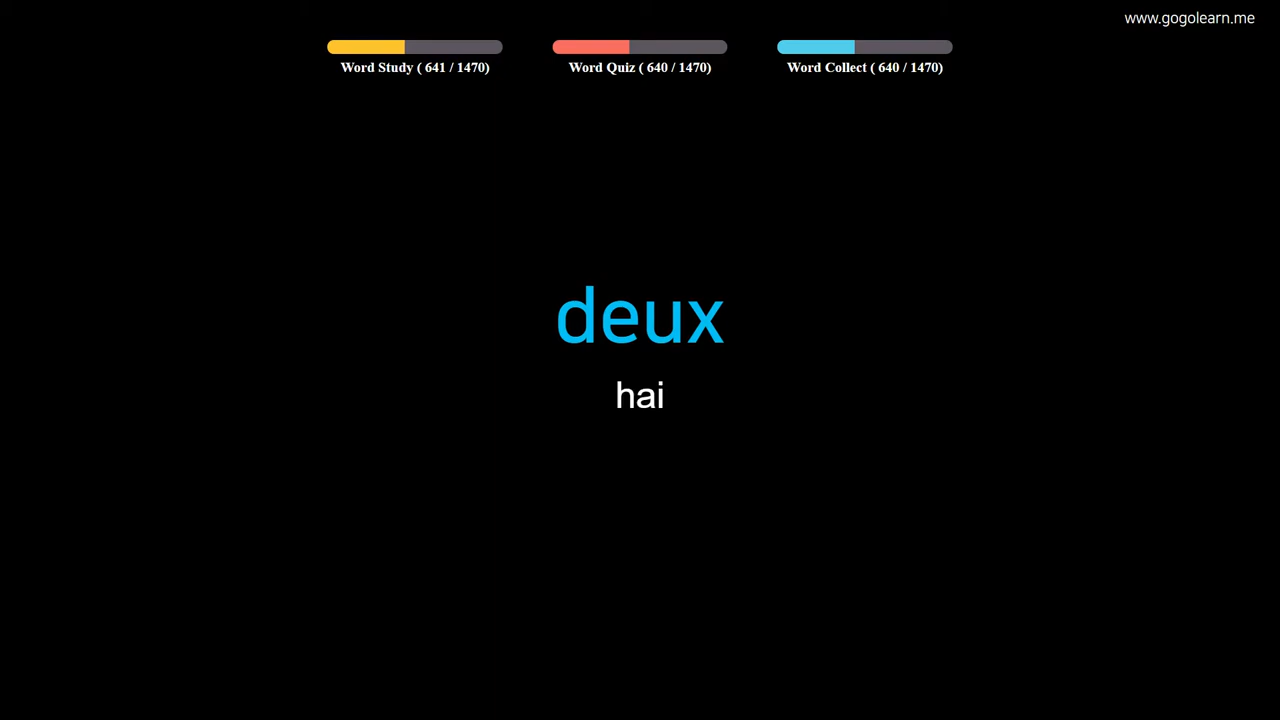 www.gogolearn.me
Word Study ( 641 / 1470)
Word Quiz ( 640 / 1470)
Word Collect ( 640 / 1470)
deux
hai